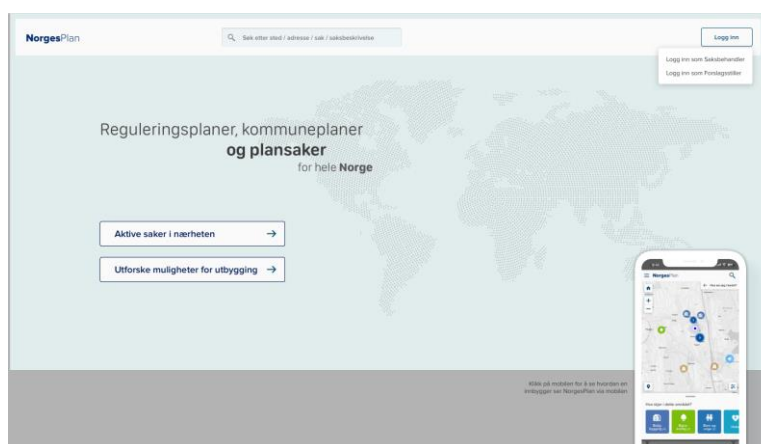 NorgesPlan
Søk etter sted / adresse / sak / saksbeskrivelse
Logg inn
Logg inn som Saksbehandler
Logg inn som Forslagsstiller
Reguleringsplaner, kommuneplaner
og plansaker
for hele Norge
Aktive saker i nærheten
Utforske muligheter for utbygging
Klikk på mobilen for å se hvordan en
innbygger ser NorgesPlan via mobilen
NorgesPlan